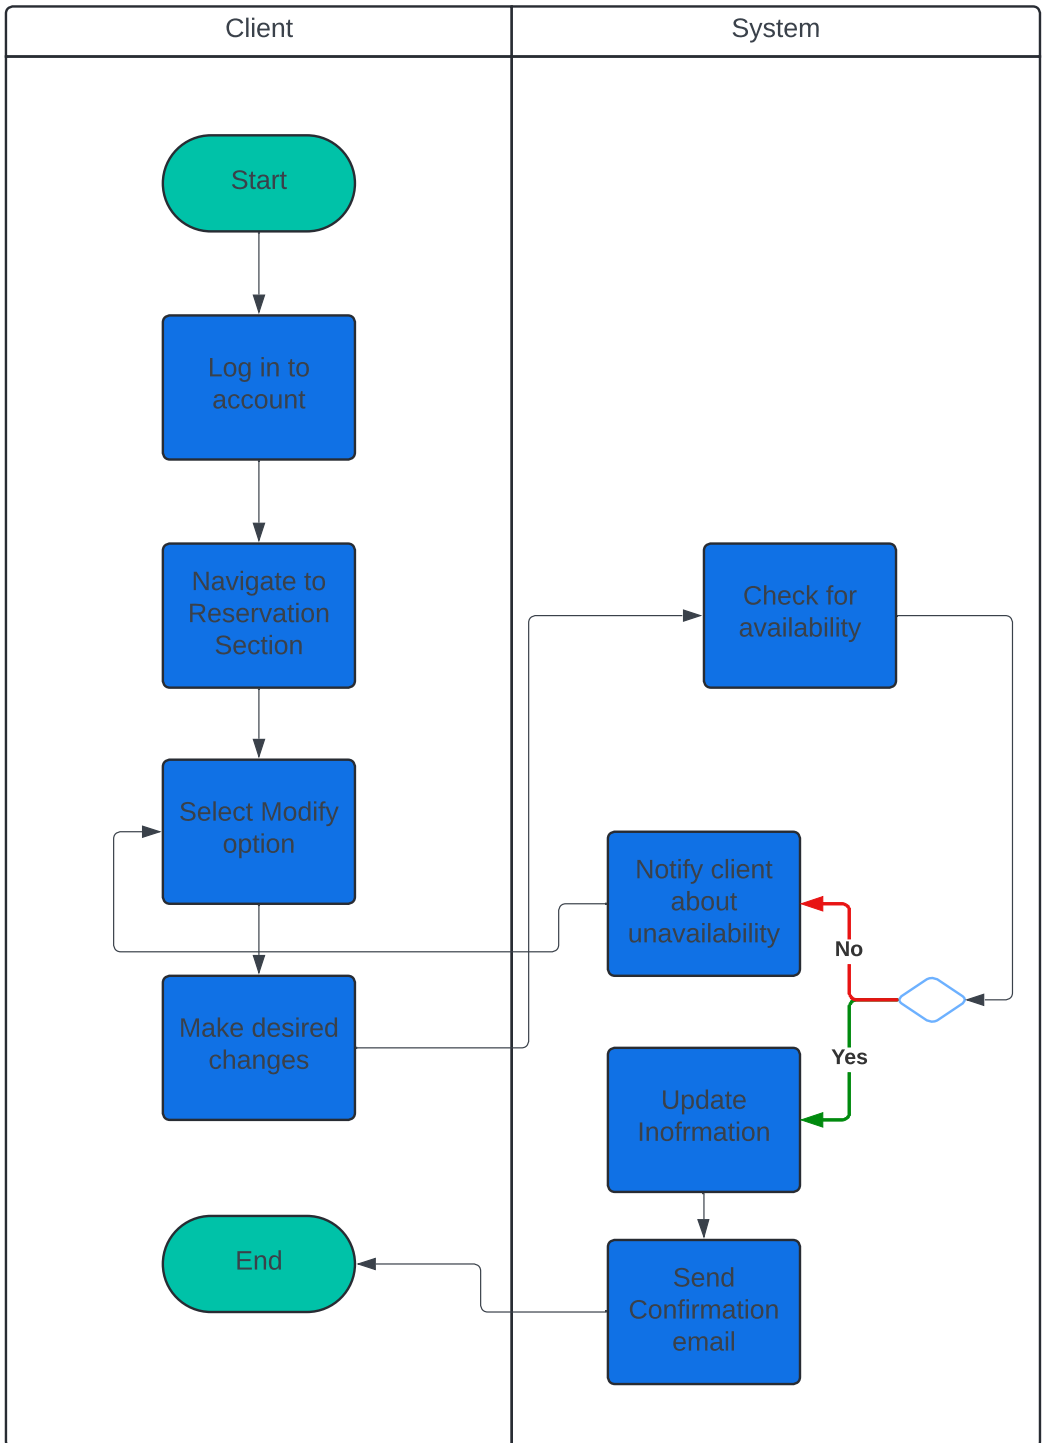 Client
System
Start
Log in to
account
Navigate to
Reservation
Section
Check for
availability
Select Modify
option
Notify client
about
unavailability
No
Make desired
changes
Yes
Update
Inofrmation
End
Send
Confirmation
email